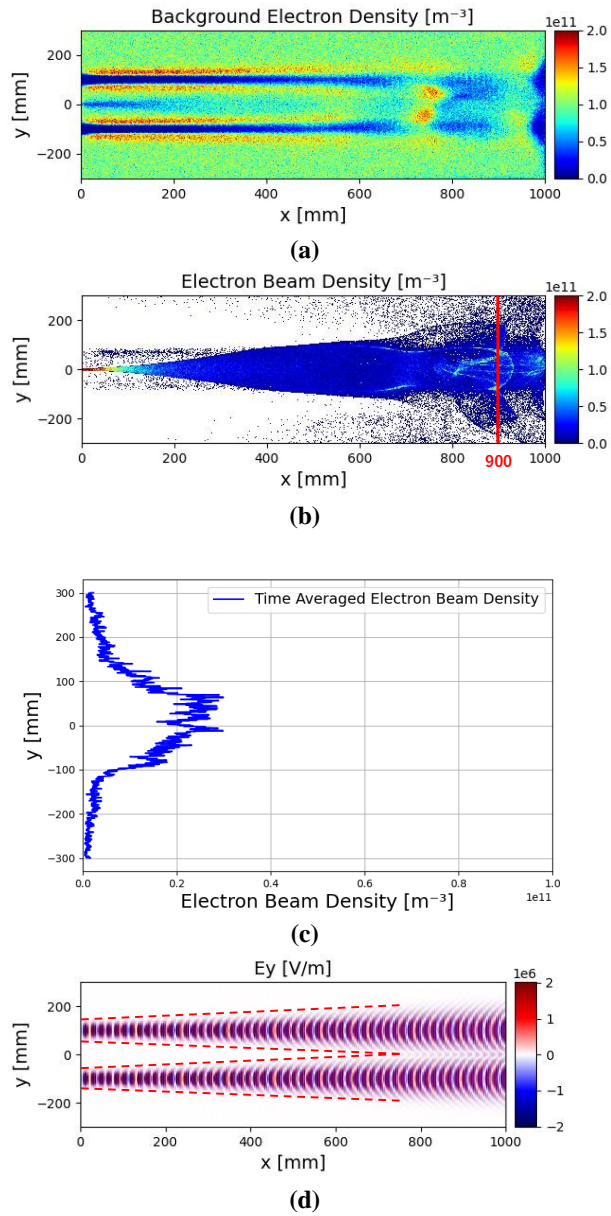 Background Electron Density [m⁻³]
1e11
y [mm]
200
0
−200
0
200
400
600
800
1000
2.0
1.5
1.0
0.5
0.0
x [mm]
(a)
Electron Beam Density [m⁻³]
1e11
y [mm]
200
0
−200
0
200
400
600
800
1000
2.0
1.5
1.0
0.5
0.0
900
x [mm]
(b)
Time Averaged Electron Beam Density
y [mm]
300
200
100
0
−100
−200
−300
0.0
0.2
0.4
0.6
0.8
1.0
1e11
Electron Beam Density [m⁻³]
(c)
Ey [V/m]
1e6
y [mm]
200
0
−200
0
200
400
600
800
1000
2
1
0
−1
−2
x [mm]
(d)